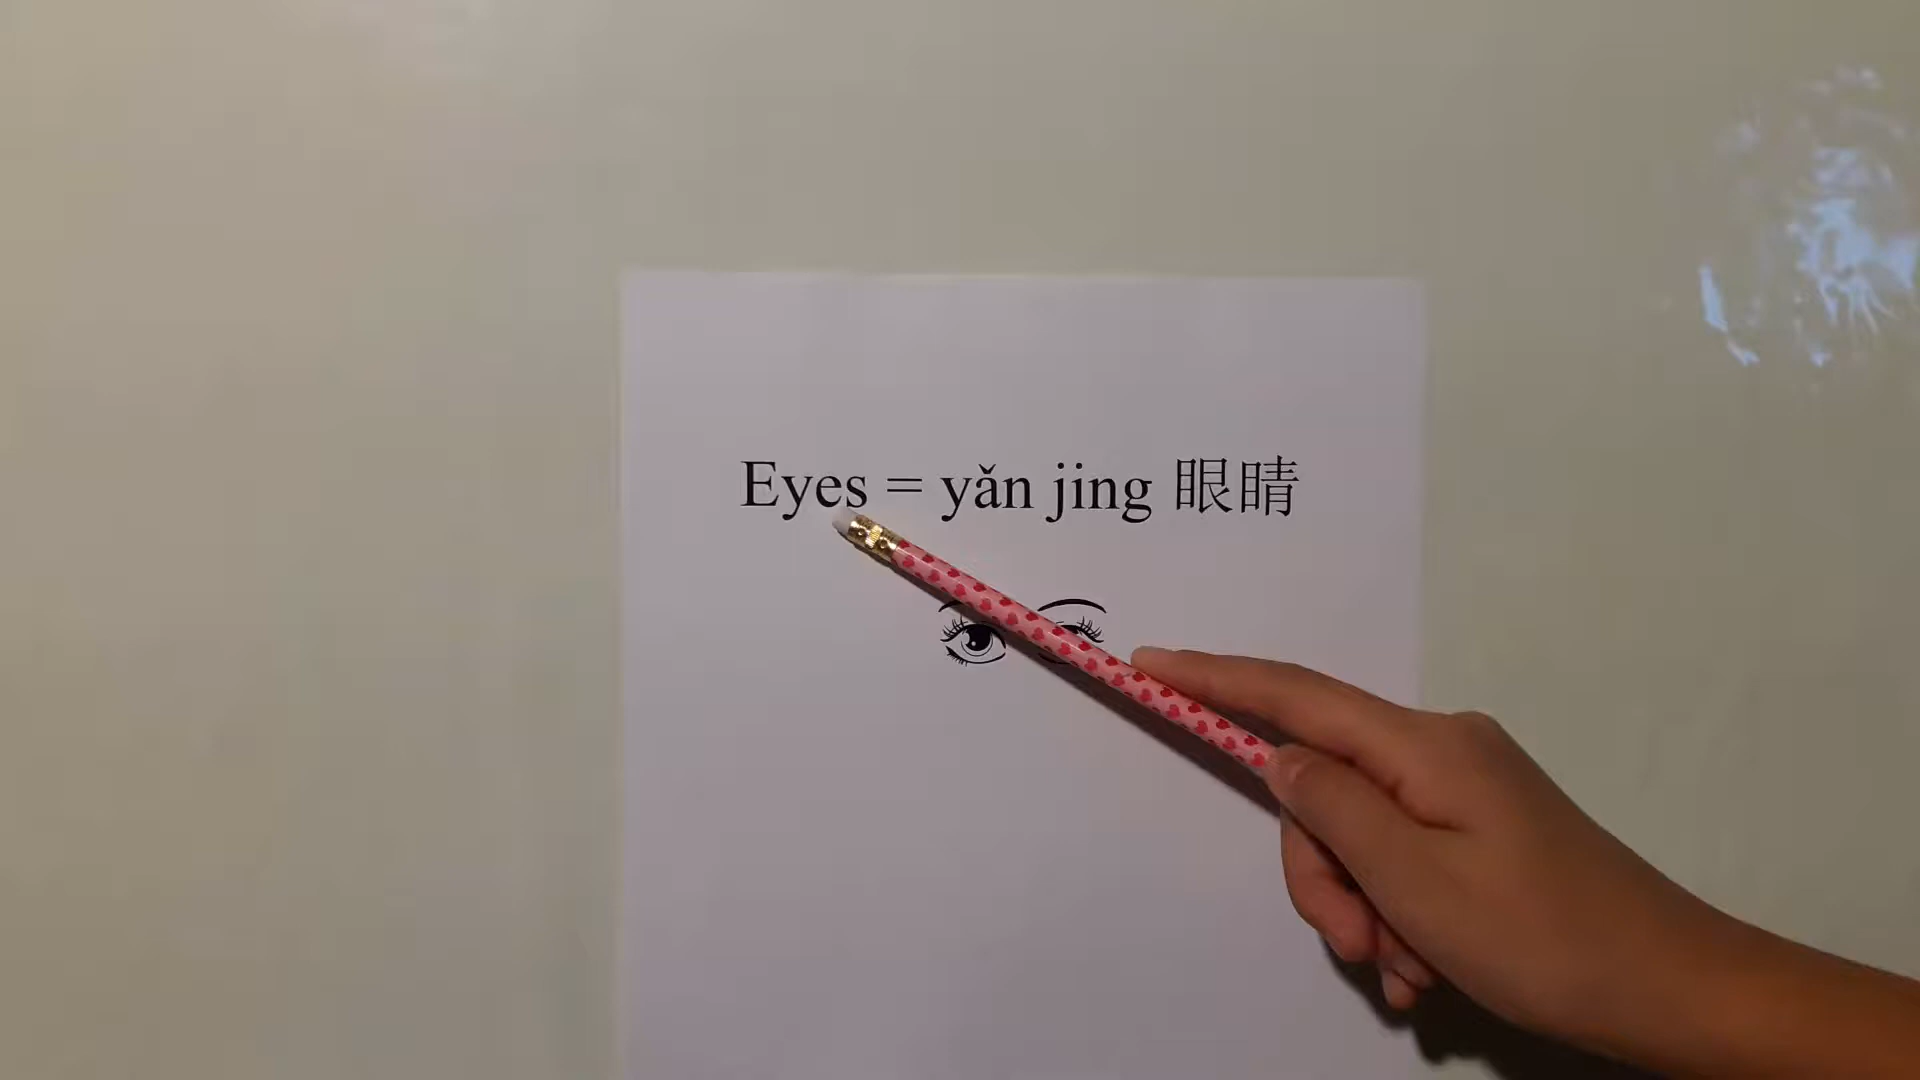 Eyes = yǎn jing 眼睛